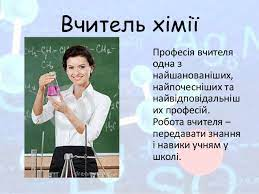 Вчитель хімії
Професія вчителя
одна з
найшанованіших,
найпочесніших та
найвідповідальніш
их професій.
Робота вчителя –
передавати знання
і навики учням у
школі.